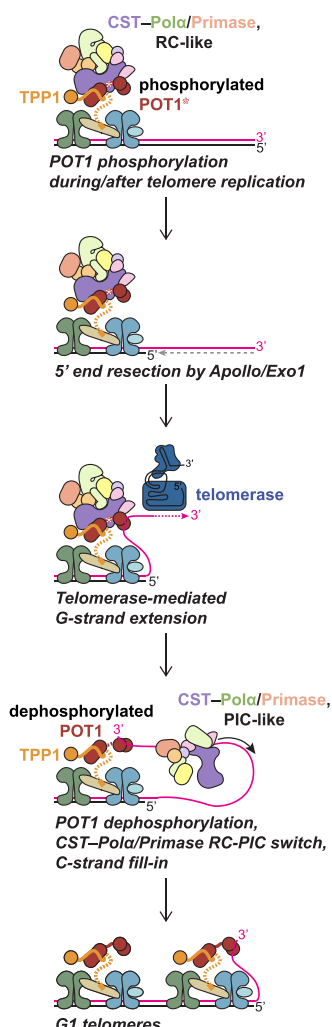 CST–Polα/Primase,
RC-like
TPP1
phosphorylated
POT1*
3'
5'
POT1 phosphorylation
during/after telomere replication
3'
5'
5' end resection by Apollo/Exo1
3'
5'
telomerase
3'
5'
Telomerase-mediated
G-strand extension
CST–Polα/Primase,
PIC-like
dephosphorylated
POT1
3'
TPP1
5'
POT1 dephosphorylation,
CST–Polα/Primase RC-PIC switch,
C-strand fill-in
3'
5'
G1 telomeres